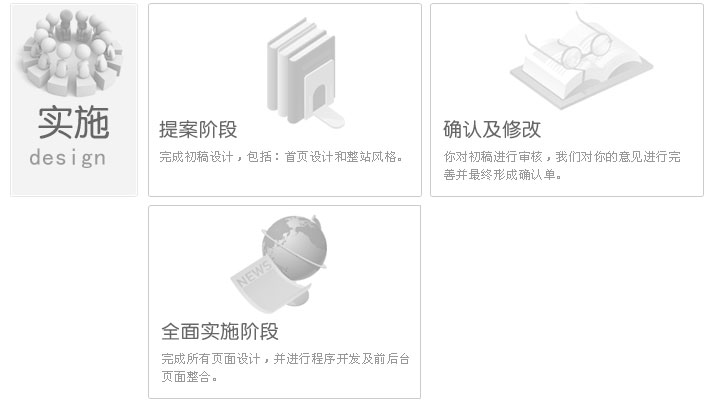 实施
design
提案阶段
完成初稿设计，包括：首页设计和整站风格。
确认及修改
你对初稿进行审核，我们对你的意见进行完
善并最终形成确认单。
NEWS
全面实施阶段
完成所有页面设计，并进行程序开发及前后台
页面整合。